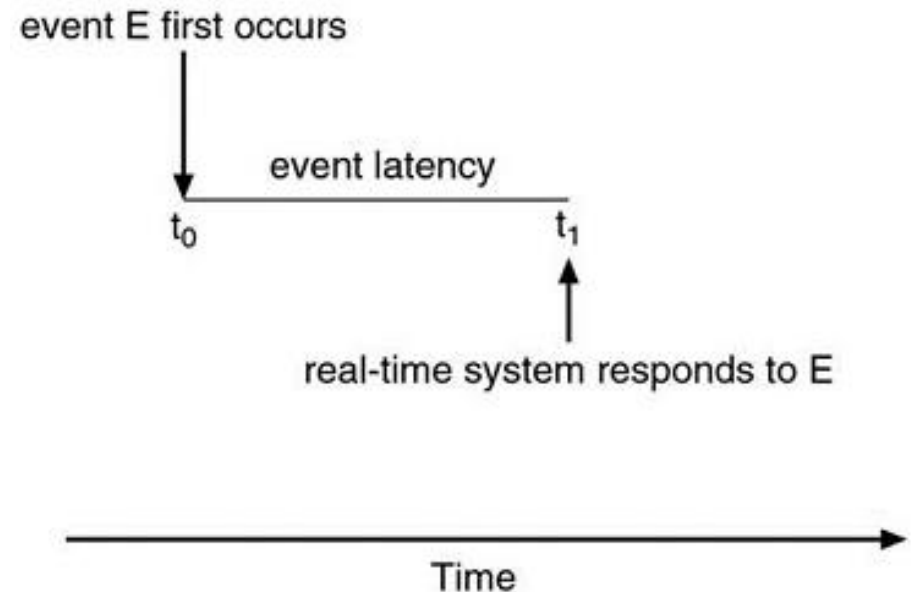 event E first occurs
event latency
t₀
t₁
real-time system responds to E
Time